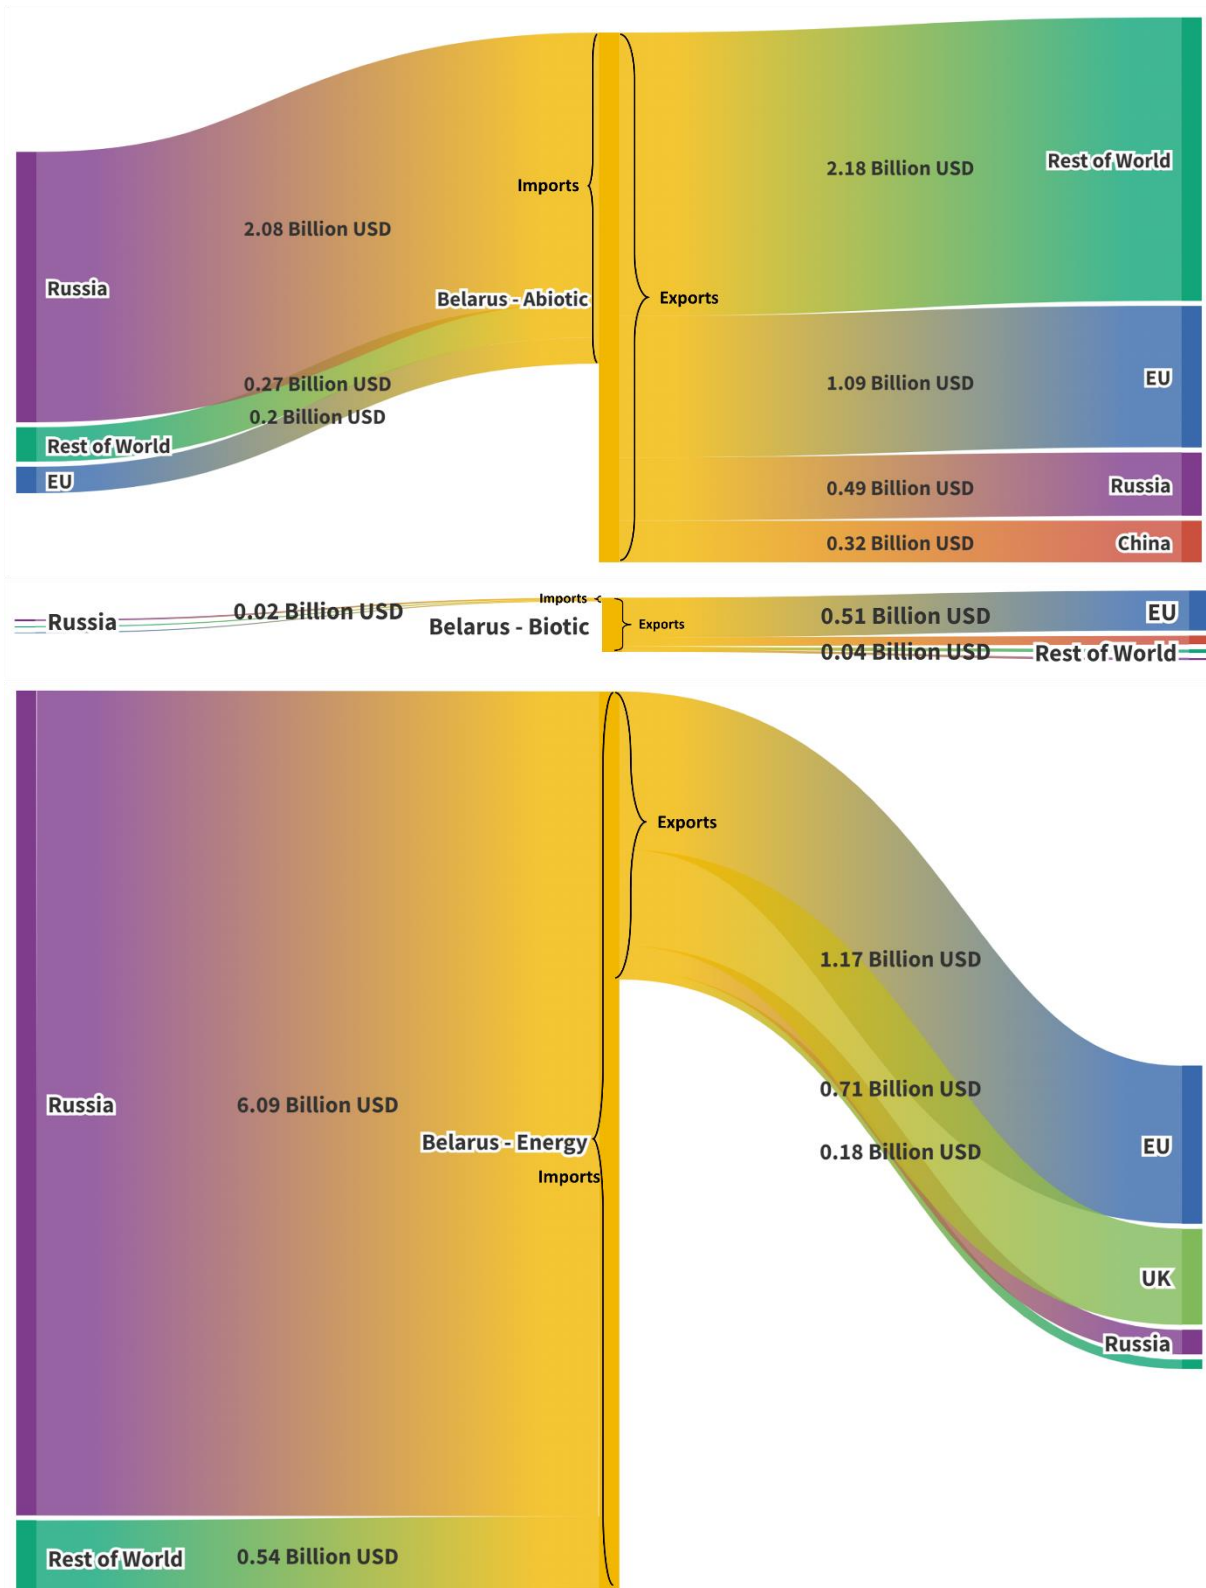 2.18 Billion USD
Rest of World
Imports
2.08 Billion USD
Russia
Belarus - Abiotic
Exports
0.27 Billion USD
1.09 Billion USD
EU
0.2 Billion USD
Rest of World
EU
0.49 Billion USD
Russia
0.32 Billion USD
China
Imports
Russia
0.02 Billion USD
Belarus - Biotic
Exports
0.51 Billion USD
EU
0.04 Billion USD
Rest of World
Exports
1.17 Billion USD
Russia
6.09 Billion USD
0.71 Billion USD
Belarus - Energy
0.18 Billion USD
EU
Imports
UK
Russia
Rest of World
0.54 Billion USD